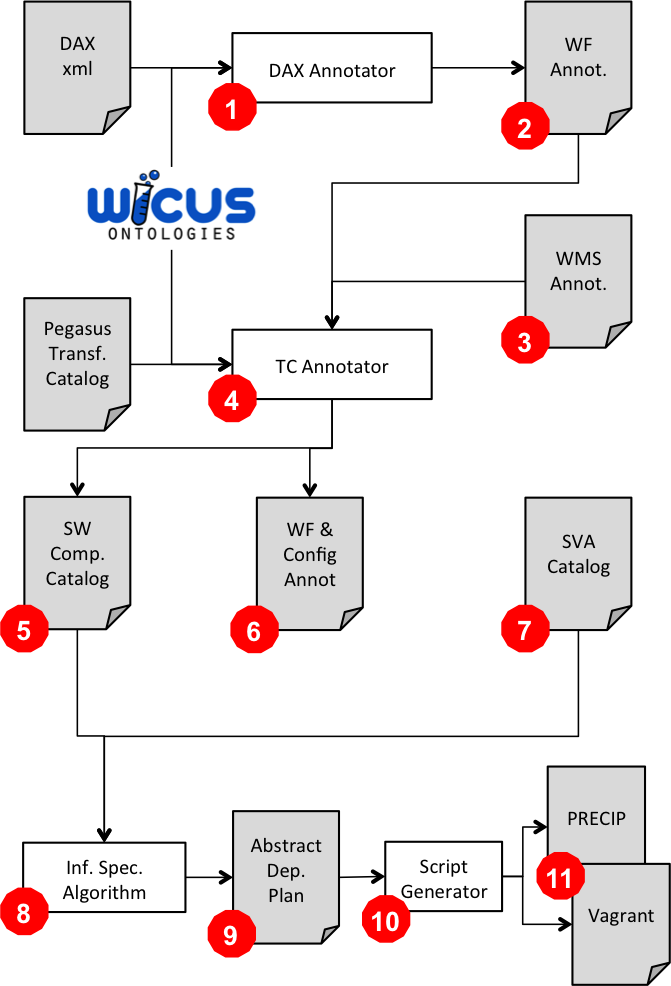 DAX
xml
DAX Annotator
1
WF
Annot.
2
WICUS
ONTOLOGIES
WMS
Annot.
3
Pegasus
Transf.
Catalog
TC Annotator
4
SW
Comp.
Catalog
5
WF &
Config
Annot
6
SVA
Catalog
7
Inf. Spec.
Algorithm
8
Abstract
Dep.
Plan
9
Script
Generator
10
PRECIP
11
Vagrant